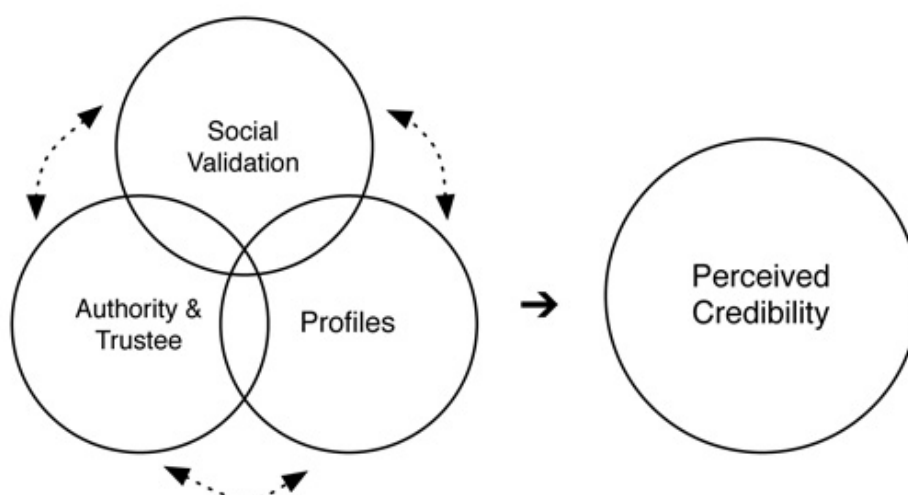 Social
Validation
Authority &
Trustee
Profiles
Perceived
Credibility